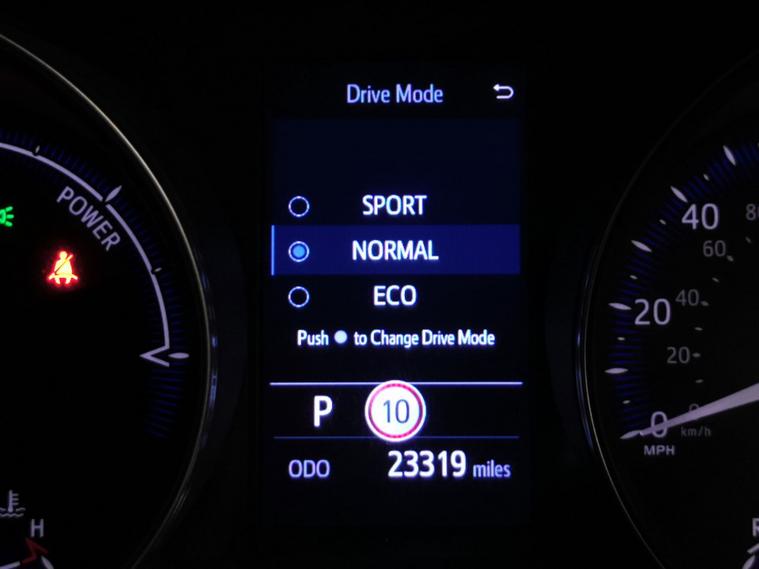 Drive Mode
POWER
SPORT
NORMAL
ECO
Push to Change Drive Mode
P 10
ODO 23319 miles
H
40
60
20
40
20
0
0
km/h
MPH